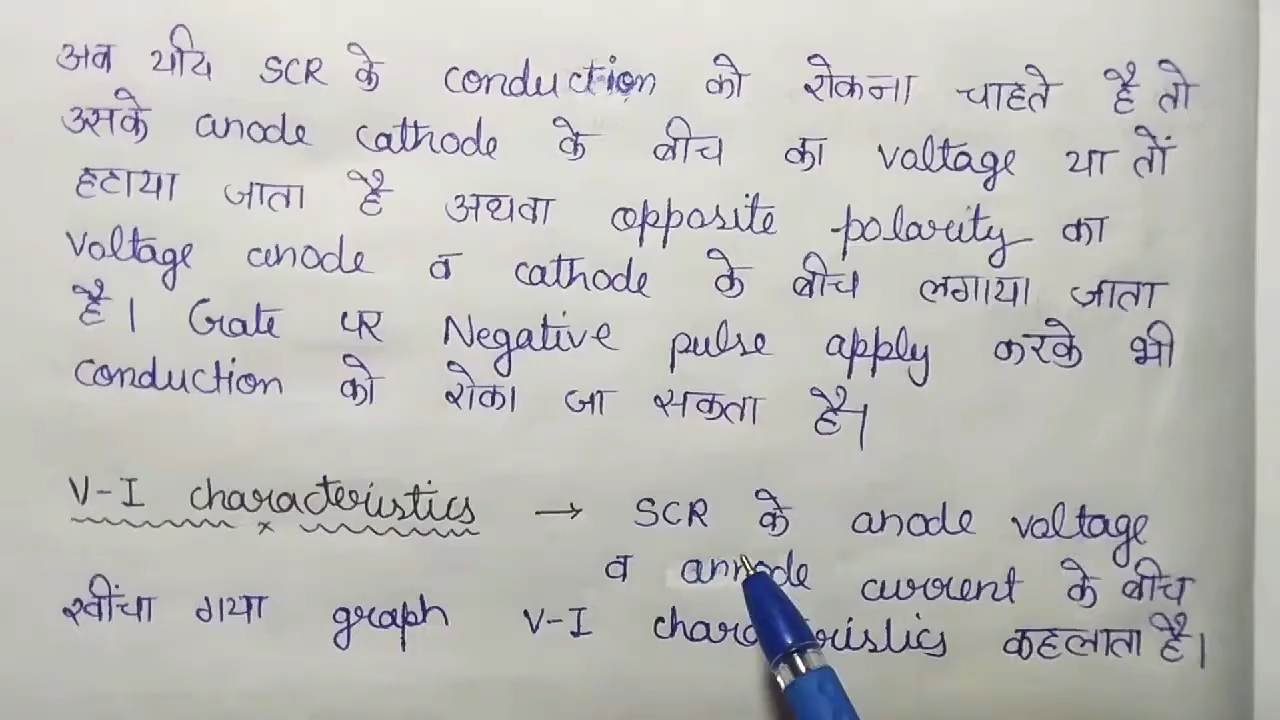 अब यदि SCR के conduction को रोकना चाहते है तो
उसके anode cathode के बीच का voltage या तों
हटाया जाता है अथवा opposite polarity का
voltage anode व cathode के बीच लगाया जाता
है। Gate पर Negative pulse apply करके भी
conduction को रोका जा सकता है।
V-I characteristics → SCR के anode voltage
व annode current के बीच
खींचा गया graph V-I characteristics कहलाता है।